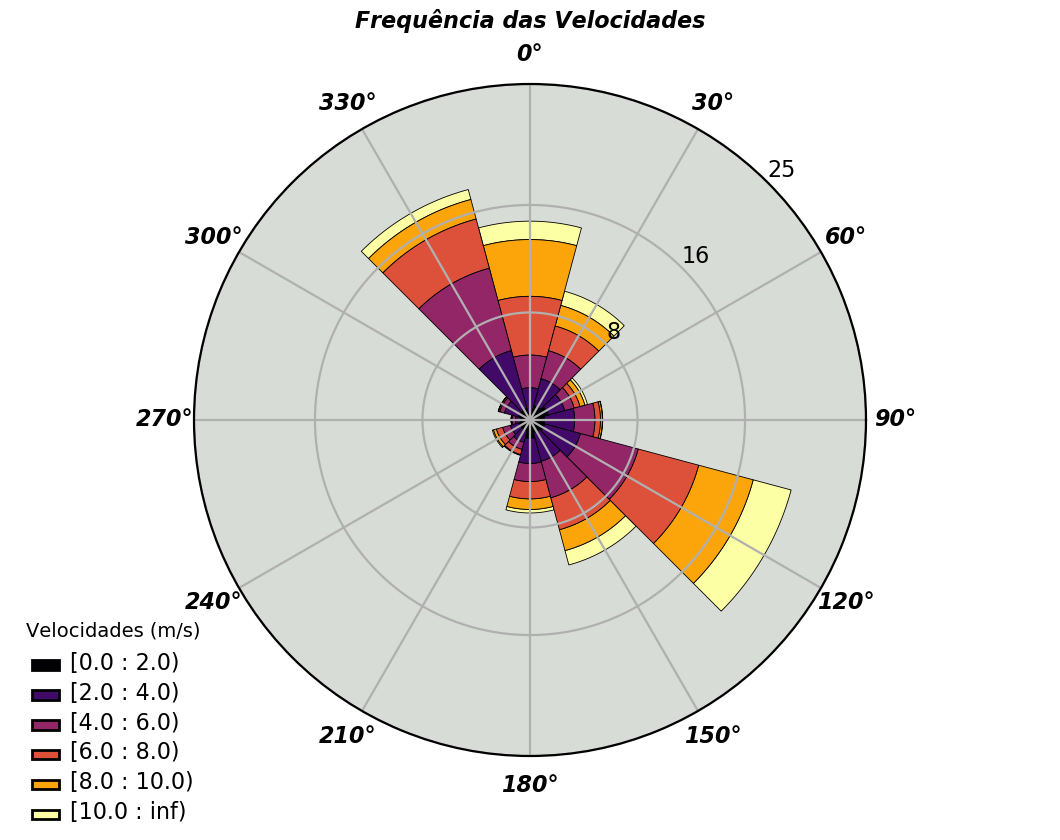 Frequência das Velocidades
0°
330°
30°
25
300°
60°
16
8
270°
90°
240°
120°
Velocidades (m/s)
[0.0 : 2.0)
[2.0 : 4.0)
[4.0 : 6.0)
[6.0 : 8.0)
[8.0 : 10.0)
[10.0 : inf)
210°
150°
180°